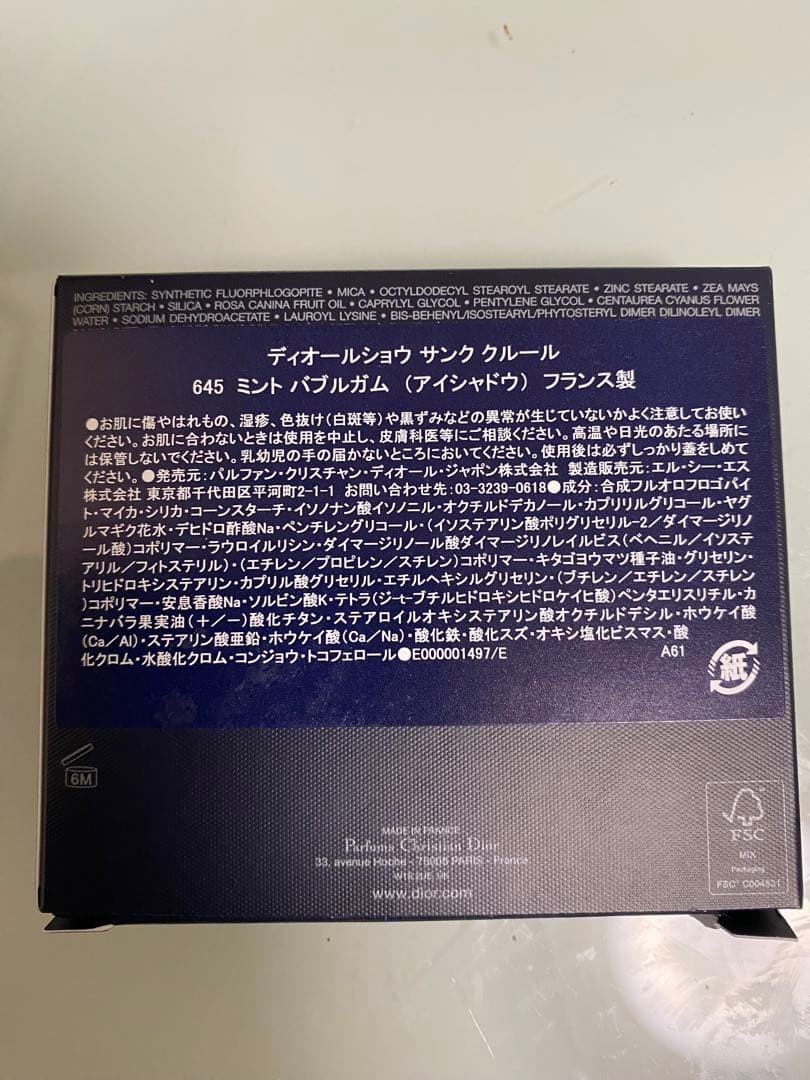 INGREDIENTS: SYNTHETIC FLUORPHLOGOPITE • MICA • OCTYLDODECYL STEAROYL STEARATE • ZINC STEARATE • ZEA MAYS
(CORN) STARCH • SILICA • ROSA CANINA FRUIT OIL • CAPRYLYL GLYCOL • PENTYLENE GLYCOL • CENTAUREA CYANUS FLOWER
WATER • SODIUM DEHYDROACETATE • LAUROYL LYSINE • BIS-BEHENYL/ISOSTEARYL/PHYTOSTERYL DIMER DILINOLEYL DIMER
ディオールショウ サンク クルール
645 ミント バブルガム （アイシャドウ） フランス製
●お肌に傷やはれもの、湿疹、色抜け(白斑等)や黒ずみなどの異常が生じていないかよく注意してお使い
ください。お肌に合わないときは使用を中止し、皮膚科医等にご相談ください。高温や日光のあたる場所に
は保管しないでください。乳幼児の手の届かないところにおいてください。使用後は必ずしっかり蓋をしめて
ください。●発売元：パルファン・クリスチャン・ディオール・ジャポン株式会社 製造販売元：エル・シー・エス
株式会社 東京都千代田区平河町2-1-1 お問い合わせ先：03-3239-0618●成分：合成フルオロフロゴパイ
ト・マイカ・シリカ・コーンスターチ・イソノナン酸イソノニル・オクチルドデカノール・カプリリルグリコール・ヤグ
ルマギク花水・デヒドロ酢酸Na・ペンチレングリコール・(イソステアリン酸ポリグリセリル-2/ダイマージリノ
ール酸)コポリマー・ラウロイルリシン・ダイマージリノール酸ダイマージリノレイルビス(ベヘニル/イソステ
アリル/フィトステリル)・(エチレン/プロピレン/スチレン)コポリマー・キタゴヨウマツ種子油・グリセリン・
トリヒドロキシステアリン・カプリル酸グリセリル・エチルヘキシルグリセリン・(ブチレン/エチレン/スチレン
)コポリマー・安息香酸Na・ソルビン酸K・テトラ(ジ-t-ブチルヒドロキシヒドロケイヒ酸)ペンタエリスリチル・カ
ニナバラ果実油(＋/－)酸化チタン・ステアロイルオキシステアリン酸オクチルドデシル・ホウケイ酸
(Ca/Al)・ステアリン酸亜鉛・ホウケイ酸(Ca/Na)・酸化鉄・酸化スズ・オキシ塩化ビスマス・酸
化クロム・水酸化クロム・コンジョウ・トコフェロール●E000001497/E A61
紙
6M
MADE IN FRANCE
Parfums Christian Dior
33, avenue Hoche - 75008 PARIS - France
W1S 2UE UK
www.dior.com
FSC
MIX
Packaging
FSC® C004631